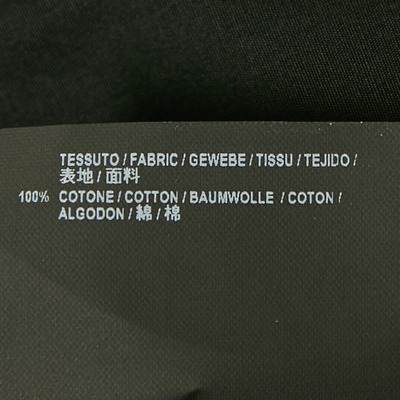 TESSUTO / FABRIC / GEWEBE / TISSU / TEJIDO /
表地 / 面料
100% COTONE / COTTON / BAUMWOLLE / COTON /
ALGODON / 綿 / 棉